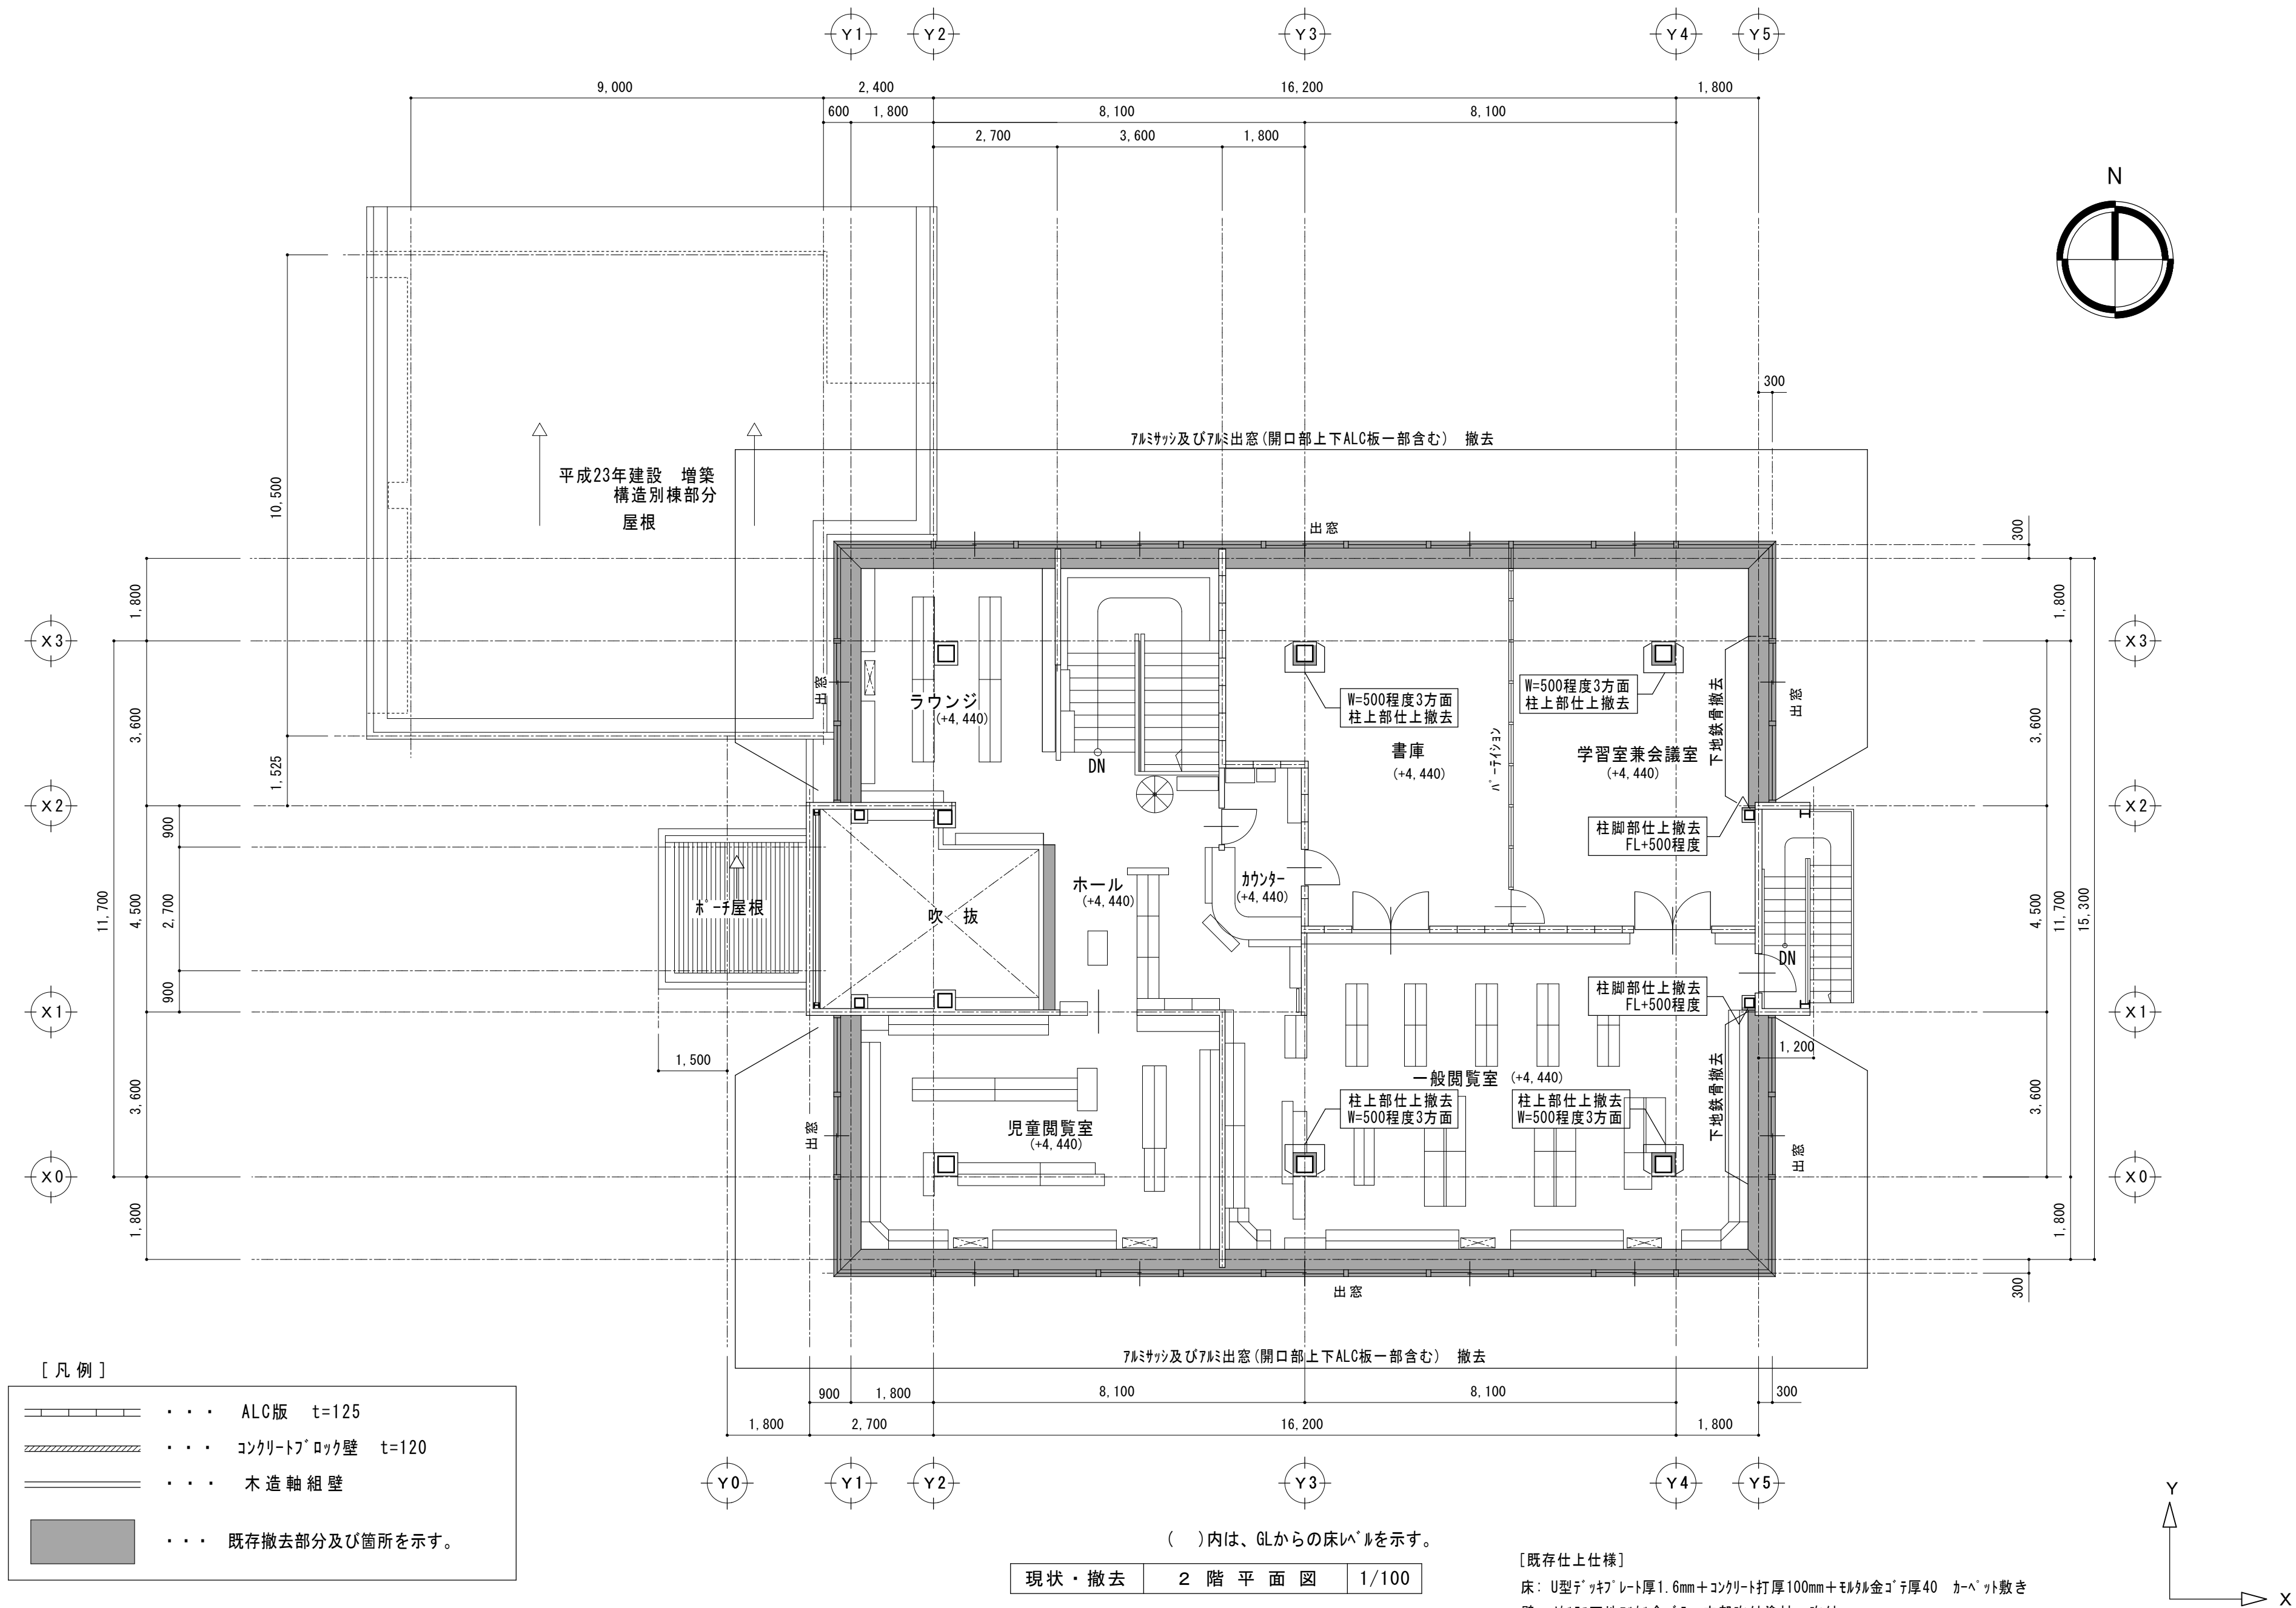 Y1 Y2 Y3 Y4 Y5
9,000 2,400 16,200 1,800
600 1,800 8,100 8,100
2,700 3,600 1,800
N
300
ｱﾙﾐｻｯｼ及びｱﾙﾐ出窓(開口部上下ALC板一部含む) 撤去
平成23年建設 増築
構造別棟部分
屋根
10,500
出窓
300
1,800
1,800
X3
X3
出窓
ラウンジ
(+4,440)
W=500程度3方面
柱上部仕上撤去
W=500程度3方面
柱上部仕上撤去
下地鉄骨撤去
出窓
3,600
3,600
1,525
DN
書庫
(+4,440)
ﾊﾟｰﾃｲｼｮﾝ
学習室兼会議室
(+4,440)
X2
X2
900
柱脚部仕上撤去
FL+500程度
11,700
4,500
2,700
ﾎﾟｰﾁ屋根
吹 抜
ホール
(+4,440)
ｶｳﾝﾀｰ
(+4,440)
4,500
11,700
15,300
DN
900
柱脚部仕上撤去
FL+500程度
X1
X1
1,500
1,200
下地鉄骨撤去
一般閲覧室 (+4,440)
3,600
3,600
柱上部仕上撤去
W=500程度3方面
柱上部仕上撤去
W=500程度3方面
出窓
児童閲覧室
(+4,440)
出窓
X0
X0
1,800
1,800
300
出窓
ｱﾙﾐｻｯｼ及びｱﾙﾐ出窓(開口部上下ALC板一部含む) 撤去
900 1,800 8,100 8,100 300
1,800 2,700 16,200 1,800
Y0 Y1 Y2 Y3 Y4 Y5
[凡例]
・・・ ALC版 t=125
・・・ ｺﾝｸﾘｰﾄﾌﾞﾛｯｸ壁 t=120
・・・ 木造軸組壁
・・・ 既存撤去部分及び箇所を示す。
( )内は、GLからの床ﾚﾍﾞﾙを示す。
現状・撤去 2階平面図 1/100
[既存仕上仕様]
床: U型ﾃﾞｯｷﾌﾟﾚｰﾄ厚1.6mm＋ｺﾝｸﾘｰﾄ打厚100mm＋ﾓﾙﾀﾙ金ｺﾞﾃ厚40 ｶｰﾍﾟｯﾄ敷き
Y
X